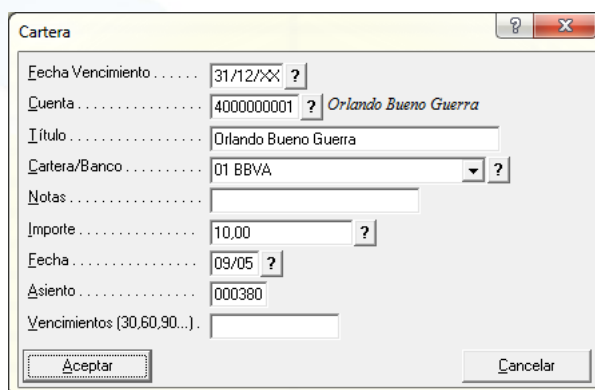 Cartera
Fecha Vencimiento . . . . . . 31/12/XX ?
Cuenta . . . . . . . . . . . . . . . . 4000000001 ? Orlando Bueno Guerra
Título . . . . . . . . . . . . . . . . . Orlando Bueno Guerra
Cartera/Banco . . . . . . . . . . 01 BBVA ?
Notas . . . . . . . . . . . . . . . . .
Importe . . . . . . . . . . . . . . . 10,00 ?
Fecha . . . . . . . . . . . . . . . . 09/05 ?
Asiento . . . . . . . . . . . . . . . 000380
Vencimientos (30,60,90...) .
Aceptar Cancelar